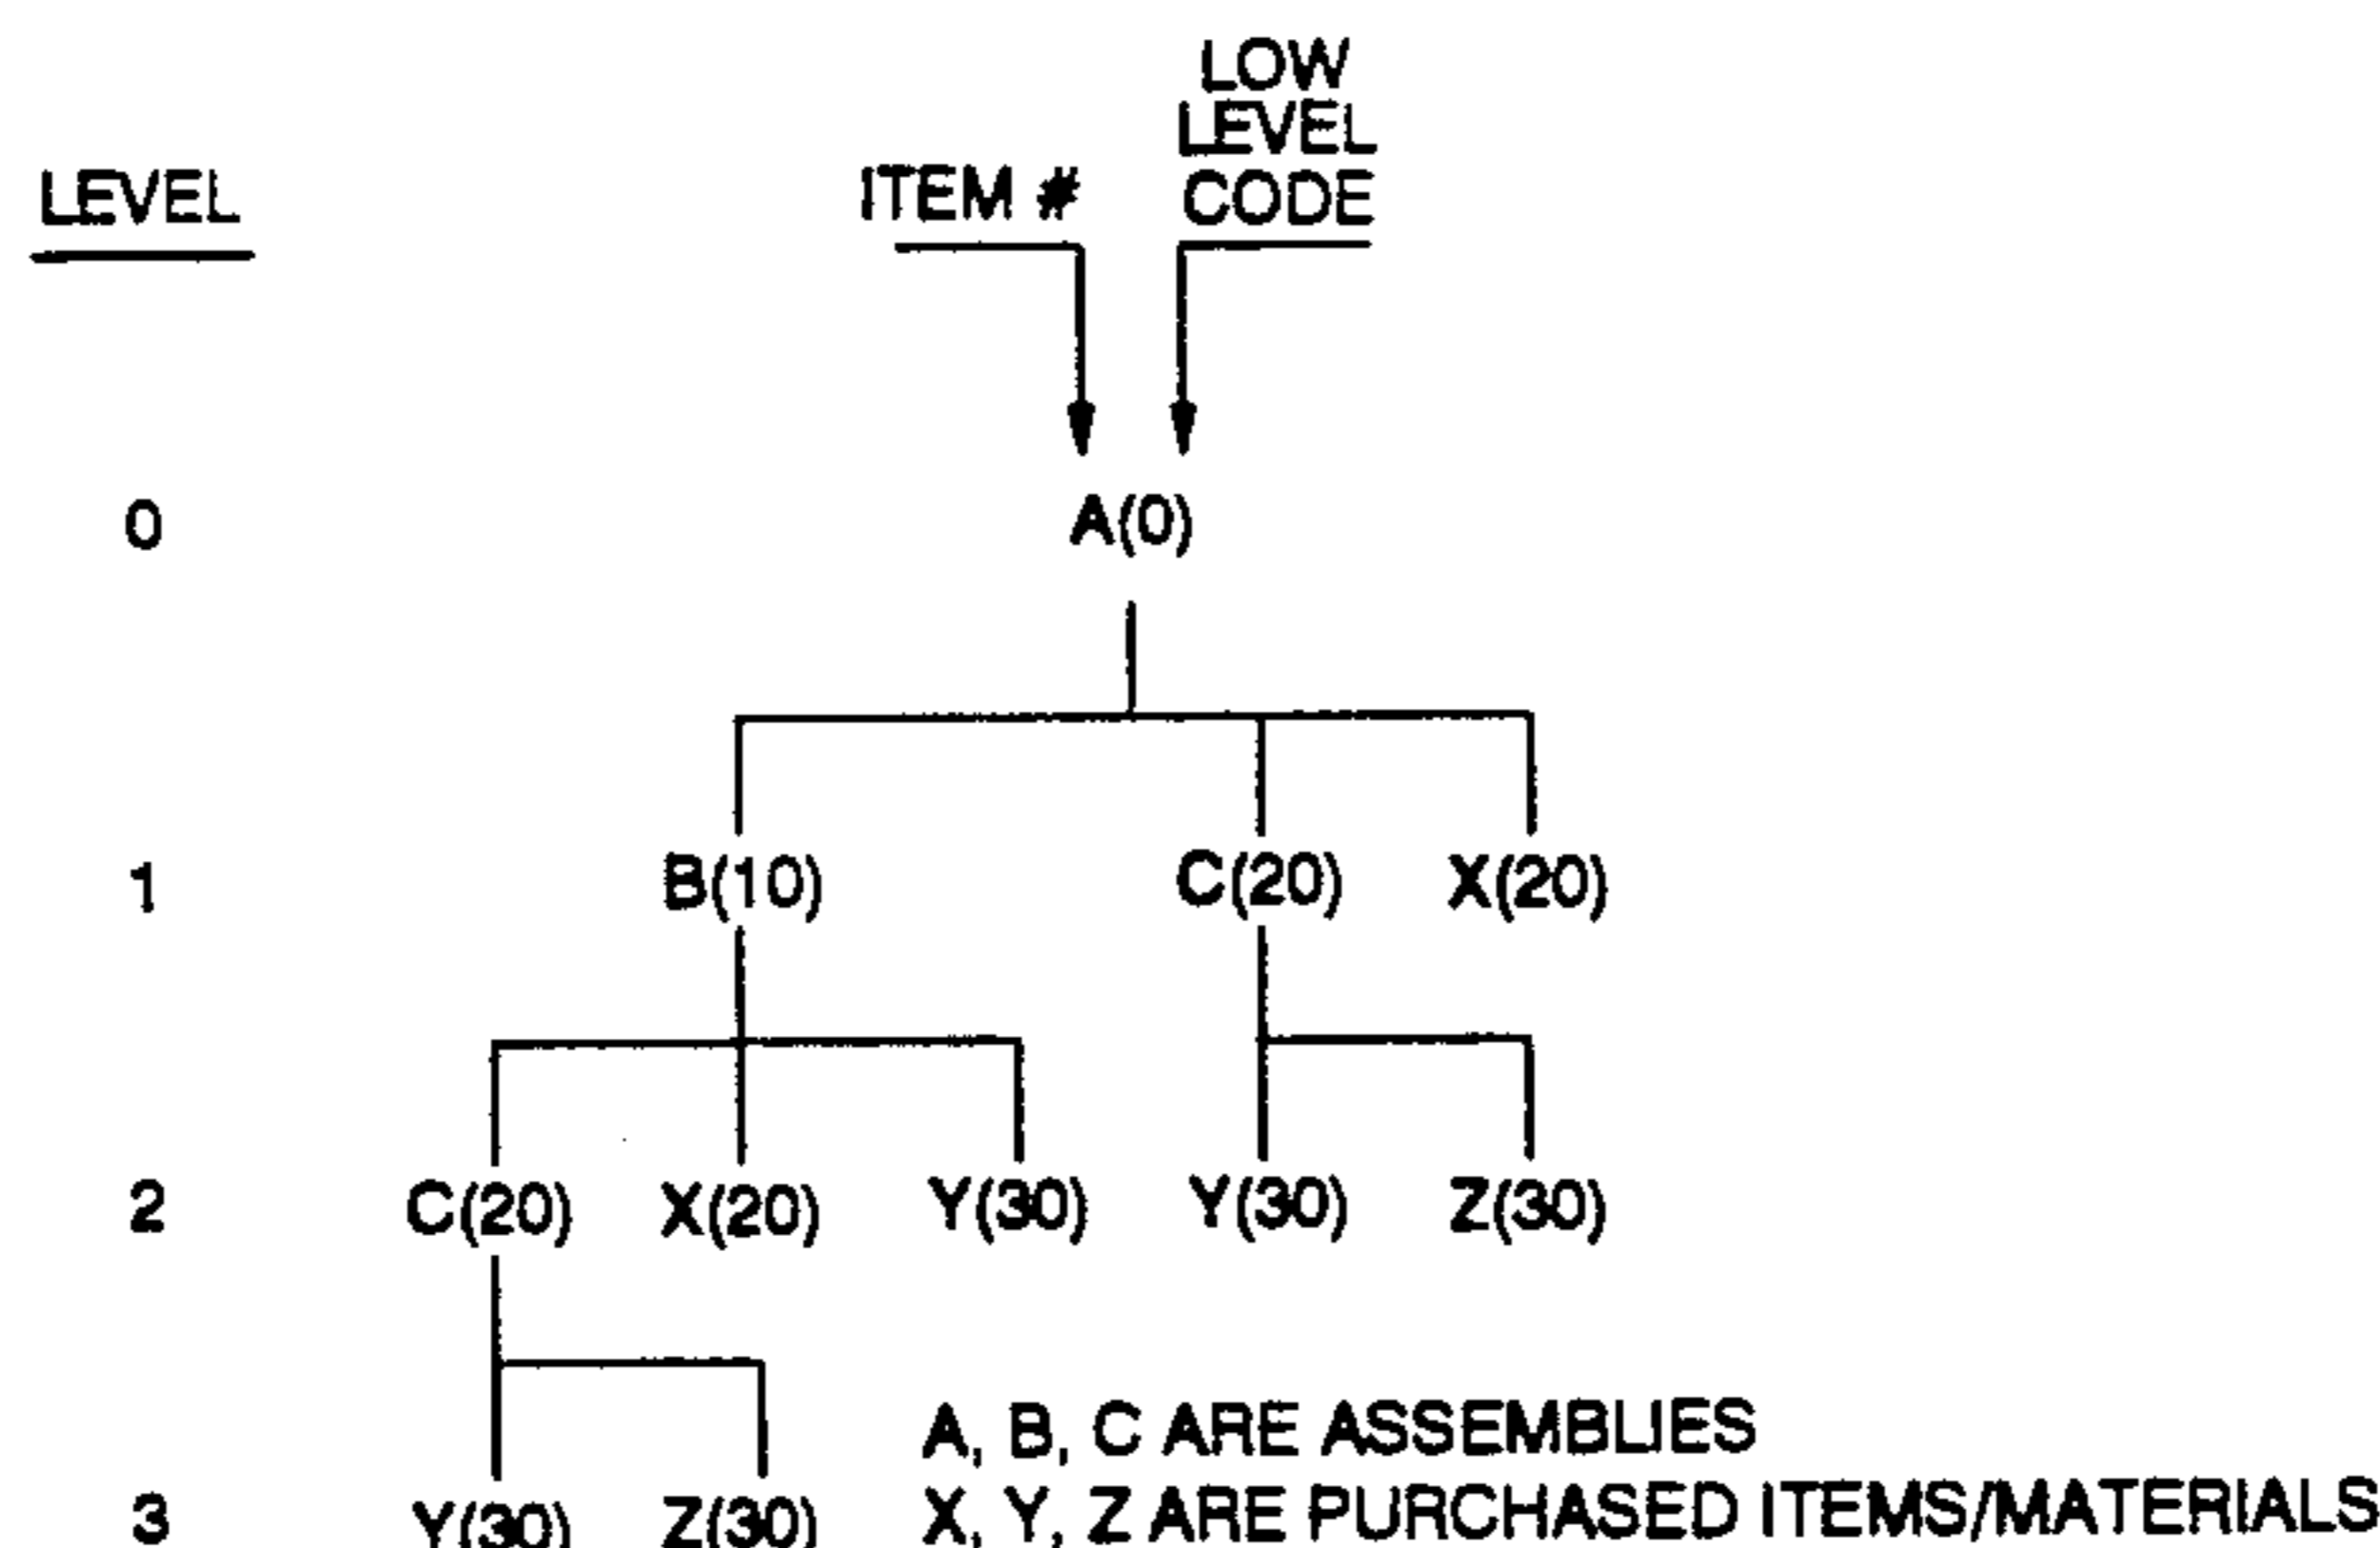 LOW
LEVEL
CODE
ITEM #
LEVEL
0
A(0)
1
B(10) C(20) X(20)
2
C(20) X(20) Y(30) Y(30) Z(30)
A, B, C ARE ASSEMBLIES
3
Y(30) Z(30)
X, Y, Z ARE PURCHASED ITEMS/MATERIALS